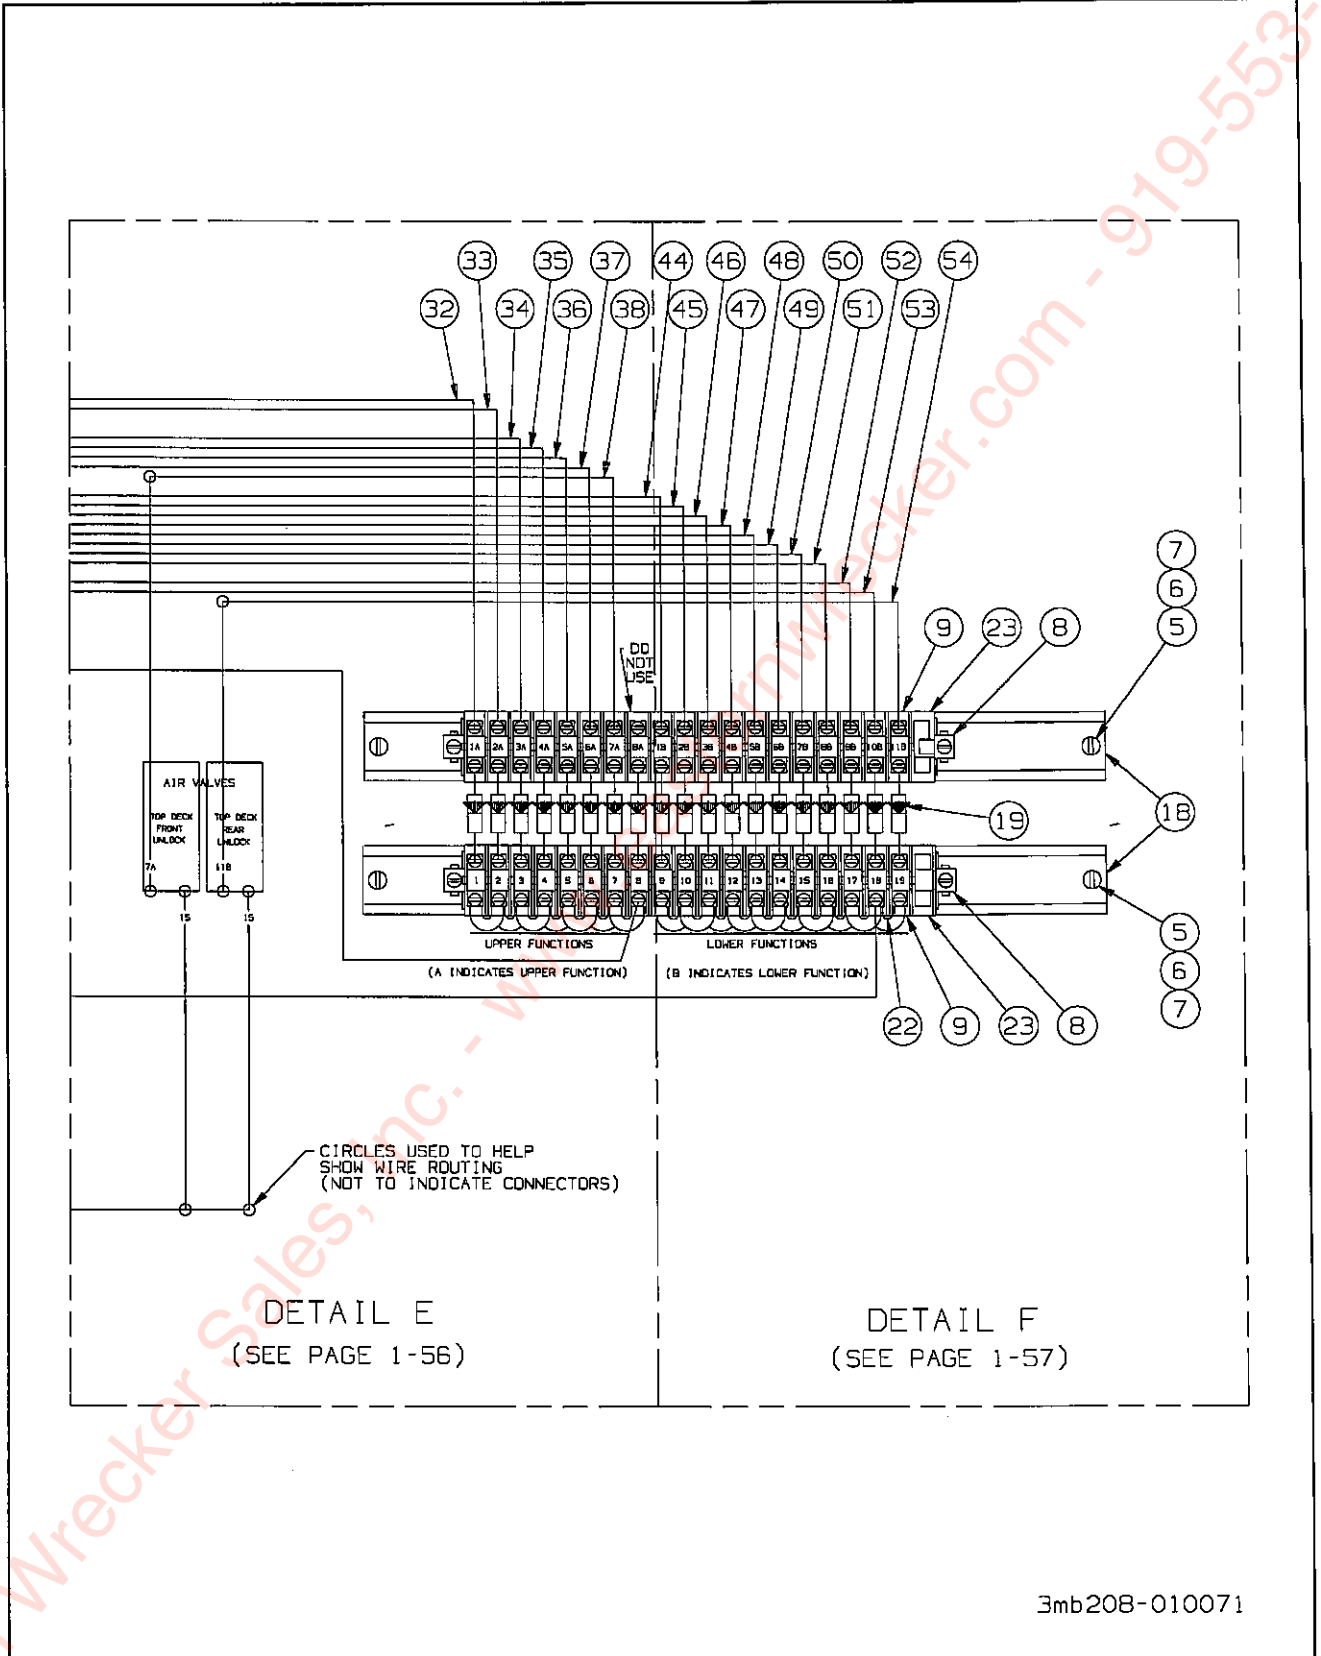 33 35 37 44 46 48 50 52 54
32 34 36 38 45 47 49 51 53
7
6
5
9 23 8
DO
NOT
USE
1A 2A 3A 4A 5A 6A 7A 8A 1B 2B 3B 4B 5B 6B 7B 8B 9B 10B 11B
AIR VALVES
TOP DECK
FRONT
UNLOCK
TOP DECK
REAR
UNLOCK
18
19
7A 11B
1 2 3 4 5 6 7 8 9 10 11 12 13 14 15 16 17 18 19
15 15
UPPER FUNCTIONS LOWER FUNCTIONS
(A INDICATES UPPER FUNCTION) (B INDICATES LOWER FUNCTION)
5
6
7
22 9 23 8
CIRCLES USED TO HELP
SHOW WIRE ROUTING
(NOT TO INDICATE CONNECTORS)
DETAIL E
(SEE PAGE 1-56)
DETAIL F
(SEE PAGE 1-57)
3mb208-010071
Wrecker Sales, Inc. - www.easternwrecker.com - 919-553-